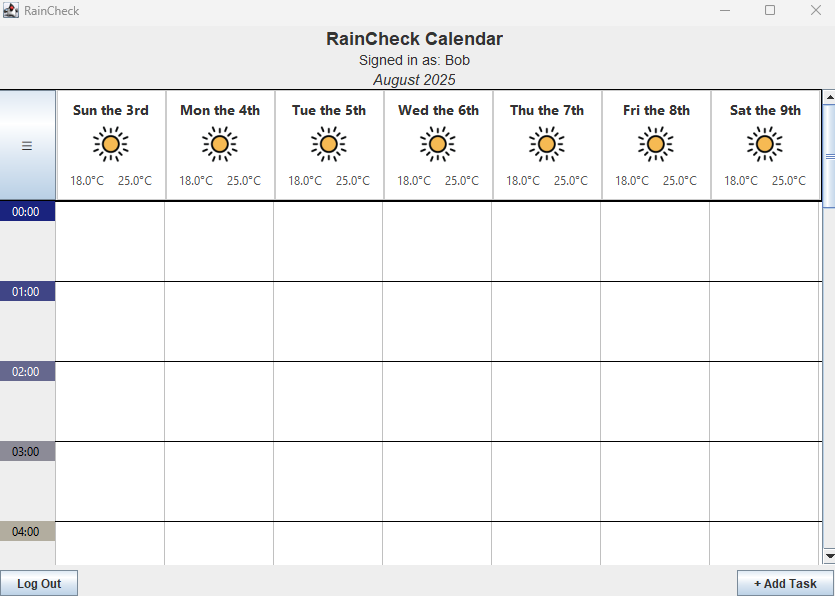 RainCheck
RainCheck Calendar
Signed in as: Bob
August 2025
Sun the 3rd Mon the 4th Tue the 5th Wed the 6th Thu the 7th Fri the 8th Sat the 9th
☰
18.0°C 25.0°C 18.0°C 25.0°C 18.0°C 25.0°C 18.0°C 25.0°C 18.0°C 25.0°C 18.0°C 25.0°C 18.0°C 25.0°C
00:00
01:00
02:00
03:00
04:00
Log Out + Add Task